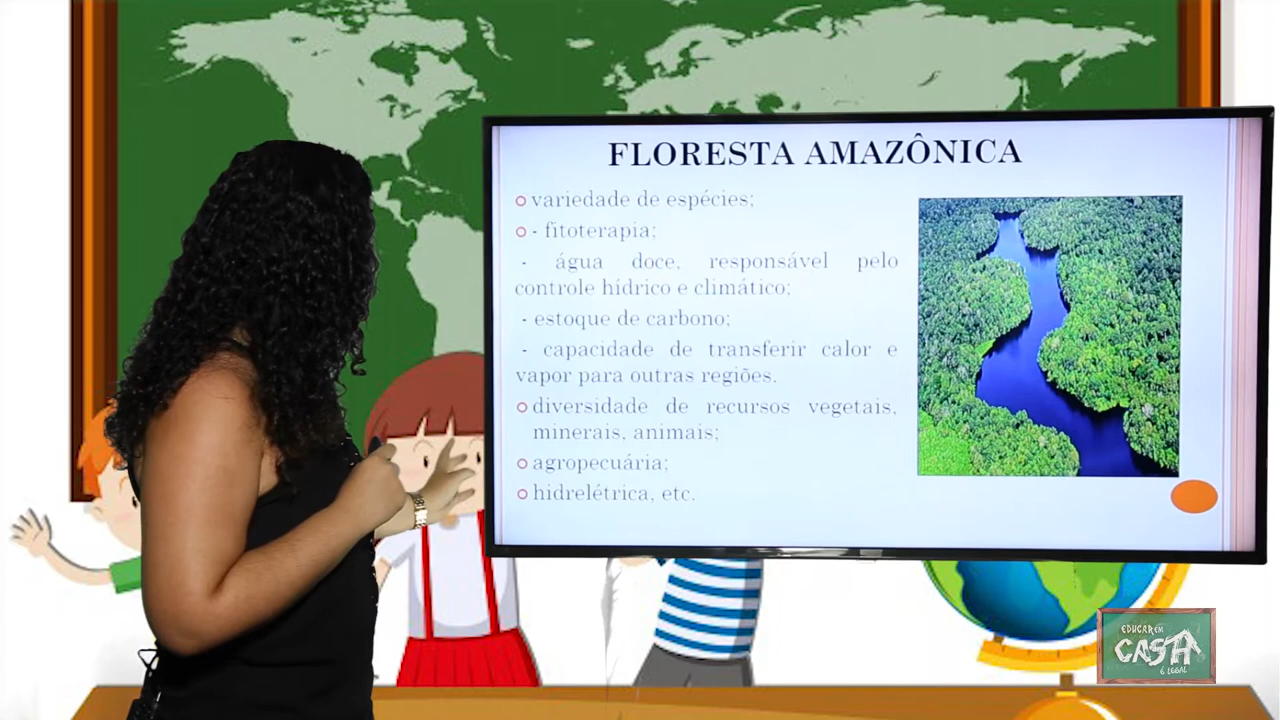 FLORESTA AMAZÔNICA
variedade de espécies;
- fitoterapia;
- água doce, responsável pelo
controle hídrico e climático;
- estoque de carbono;
- capacidade de transferir calor e
vapor para outras regiões.
diversidade de recursos vegetais,
minerais, animais;
agropecuária;
hidrelétrica, etc.
EDUCAR EM
CASA
É LEGAL